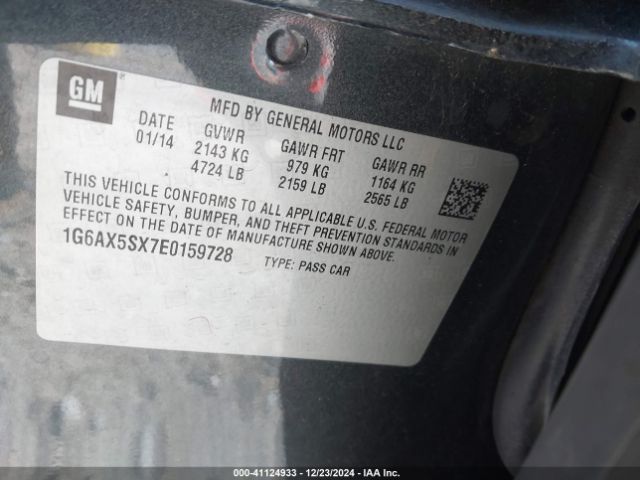 GM
MFD BY GENERAL MOTORS LLC
DATE GVWR GAWR FRT GAWR RR
01/14 2143 KG 979 KG 1164 KG
4724 LB 2159 LB 2565 LB
THIS VEHICLE CONFORMS TO ALL APPLICABLE U.S. FEDERAL MOTOR
VEHICLE SAFETY, BUMPER, AND THEFT PREVENTION STANDARDS IN
EFFECT ON THE DATE OF MANUFACTURE SHOWN ABOVE.
1G6AX5SX7E0159728 TYPE: PASS CAR
000-41124933 – 12/23/2024 – IAA Inc.